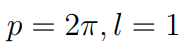 p = 2π, l = 1